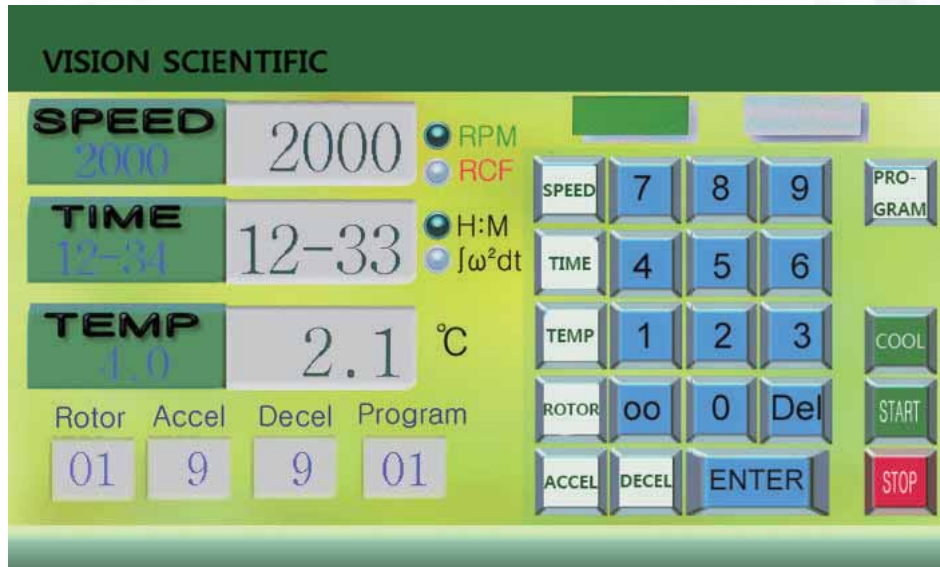 VISION SCIENTIFIC
SPEED
2000
2000
RPM
RCF
TIME
12-34
12-33
H:M
∫ω²dt
TEMP
4.0
2.1
℃
Rotor Accel Decel Program
01 9 9 01
SPEED 7 8 9
TIME 4 5 6
TEMP 1 2 3
ROTOR oo 0 Del
ACCEL DECEL ENTER
PRO-
GRAM
COOL
START
STOP